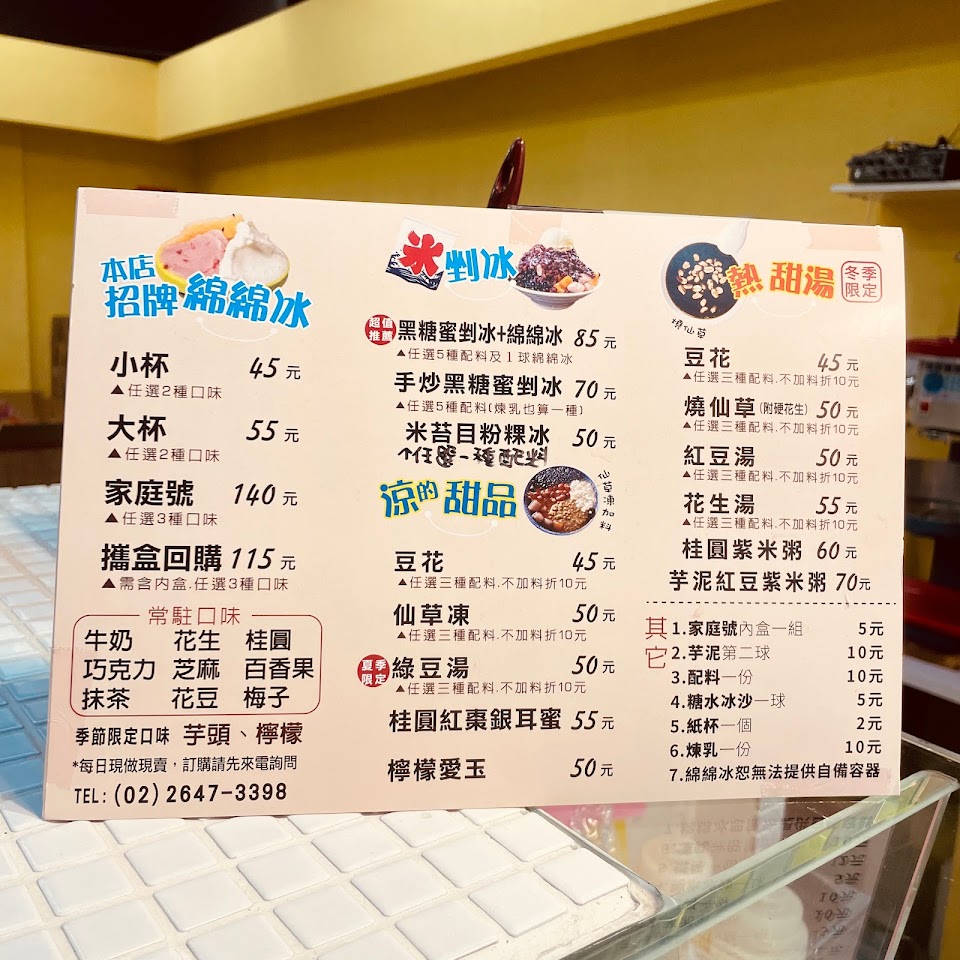 本店
招牌綿綿冰
小杯 45元
▲任選2種口味
大杯 55元
▲任選2種口味
家庭號 140元
▲任選3種口味
攜盒回購 115元
▲需含內盒.任選3種口味
常駐口味
牛奶 花生 桂圓
巧克力 芝麻 百香果
抹茶 花豆 梅子
季節限定口味 芋頭、檸檬
*每日現做現賣，訂購請先來電詢問
TEL:(02)2647-3398
氷 剉冰
超值推薦 黑糖蜜剉冰+綿綿冰 85元
▲任選5種配料及1球綿綿冰
手炒黑糖蜜剉冰 70元
▲任選5種配料(煉乳也算一種)
米苔目粉粿冰 50元
一種配料
涼的甜品
仙草凍加料
豆花 45元
▲任選三種配料.不加料折10元
仙草凍 50元
▲任選三種配料.不加料折10元
夏季限定 綠豆湯 50元
▲任選三種配料.不加料折10元
桂圓紅棗銀耳蜜 55元
檸檬愛玉 50元
熱甜湯 冬季限定
燒仙草
豆花 45元
▲任選三種配料.不加料折10元
燒仙草(附硬花生) 50元
▲任選三種配料.不加料折10元
紅豆湯 50元
▲任選三種配料.不加料折10元
花生湯 55元
▲任選三種配料.不加料折10元
桂圓紫米粥 60元
芋泥紅豆紫米粥 70元
其它
1.家庭號內盒一組 5元
2.芋泥第二球 10元
3.配料一份 10元
4.糖水冰沙一球 5元
5.紙杯一個 2元
6.煉乳一份 10元
7.綿綿冰恕無法提供自備容器